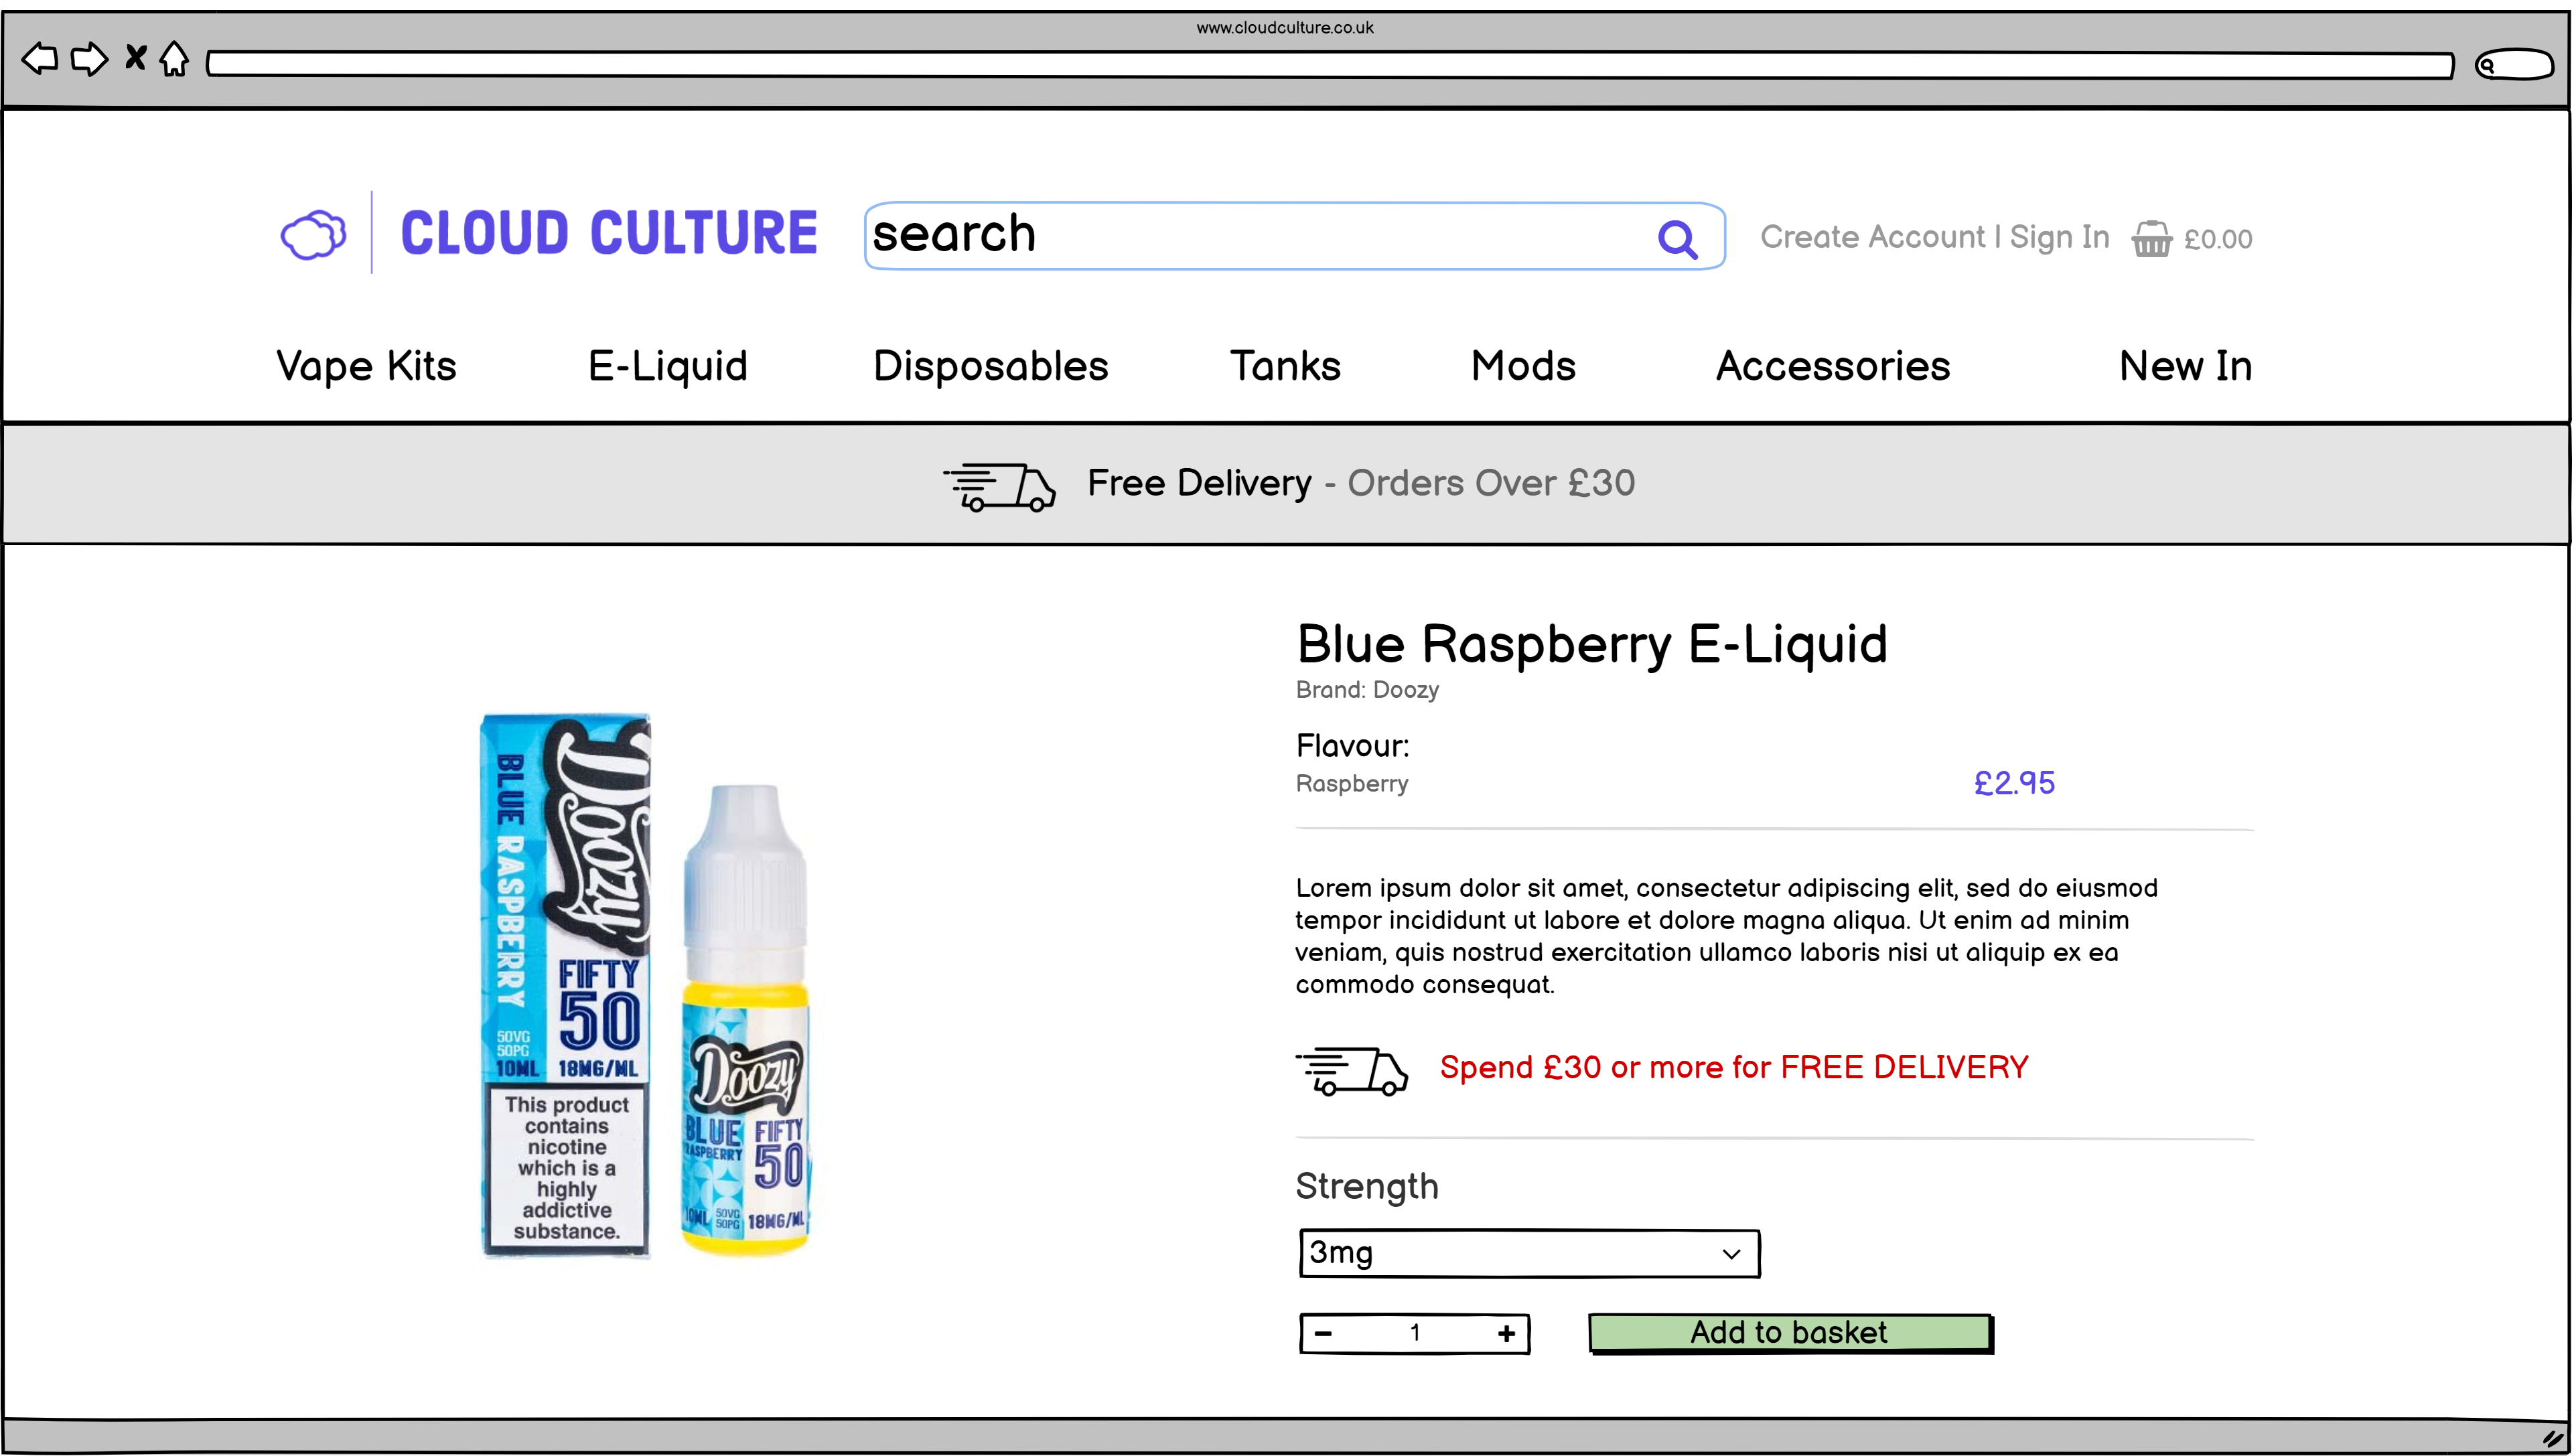 www.cloudculture.co.uk
CLOUD CULTURE
search
Create Account | Sign In
£0.00
Vape Kits
E-Liquid
Disposables
Tanks
Mods
Accessories
New In
Free Delivery - Orders Over £30
BLUE RASPBERRY
Doozy
FIFTY
50
50VG
50PG
10ML
18MG/ML
This product
contains
nicotine
which is a
highly
addictive
substance.
Doozy
BLUE
RASPBERRY
FIFTY
50
10ML
50VG
50PG
18MG/ML
Blue Raspberry E-Liquid
Brand: Doozy
Flavour:
Raspberry
£2.95
Lorem ipsum dolor sit amet, consectetur adipiscing elit, sed do eiusmod
tempor incididunt ut labore et dolore magna aliqua. Ut enim ad minim
veniam, quis nostrud exercitation ullamco laboris nisi ut aliquip ex ea
commodo consequat.
Spend £30 or more for FREE DELIVERY
Strength
3mg
1
Add to basket